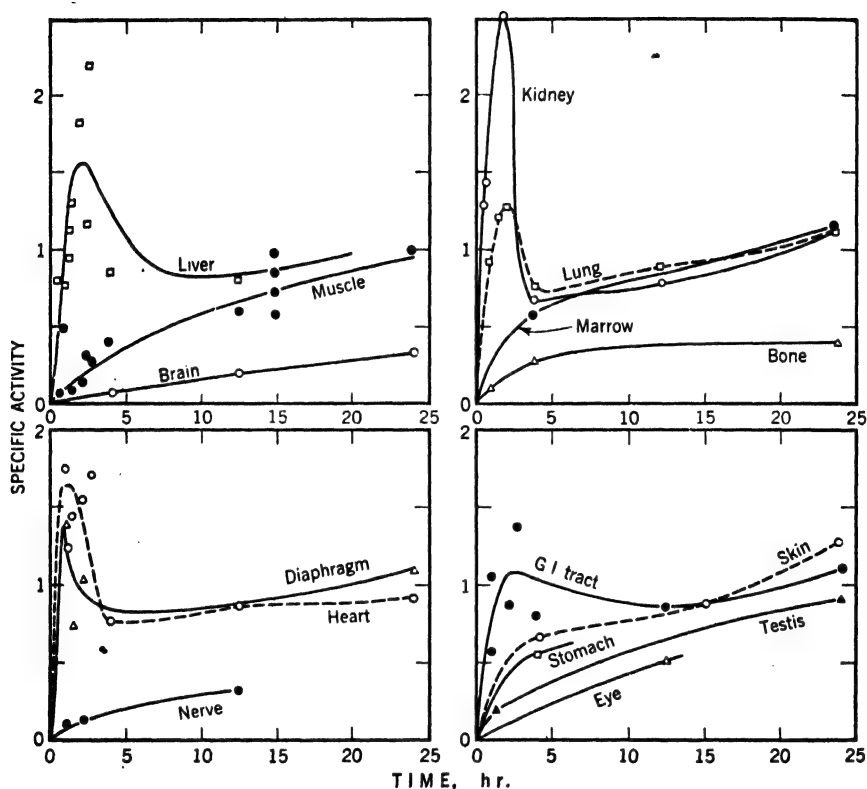 2
1
0
0 5 10 15 20 25
Liver
Muscle
Brain
2
1
0
0 5 10 15 20 25
Kidney
Lung
Marrow
Bone
SPECIFIC ACTIVITY
2
1
0
0 5 10 15 20 25
Diaphragm
Heart
Nerve
2
1
0
0 5 10 15 20 25
G I tract
Skin
Stomach
Testis
Eye
TIME, hr.